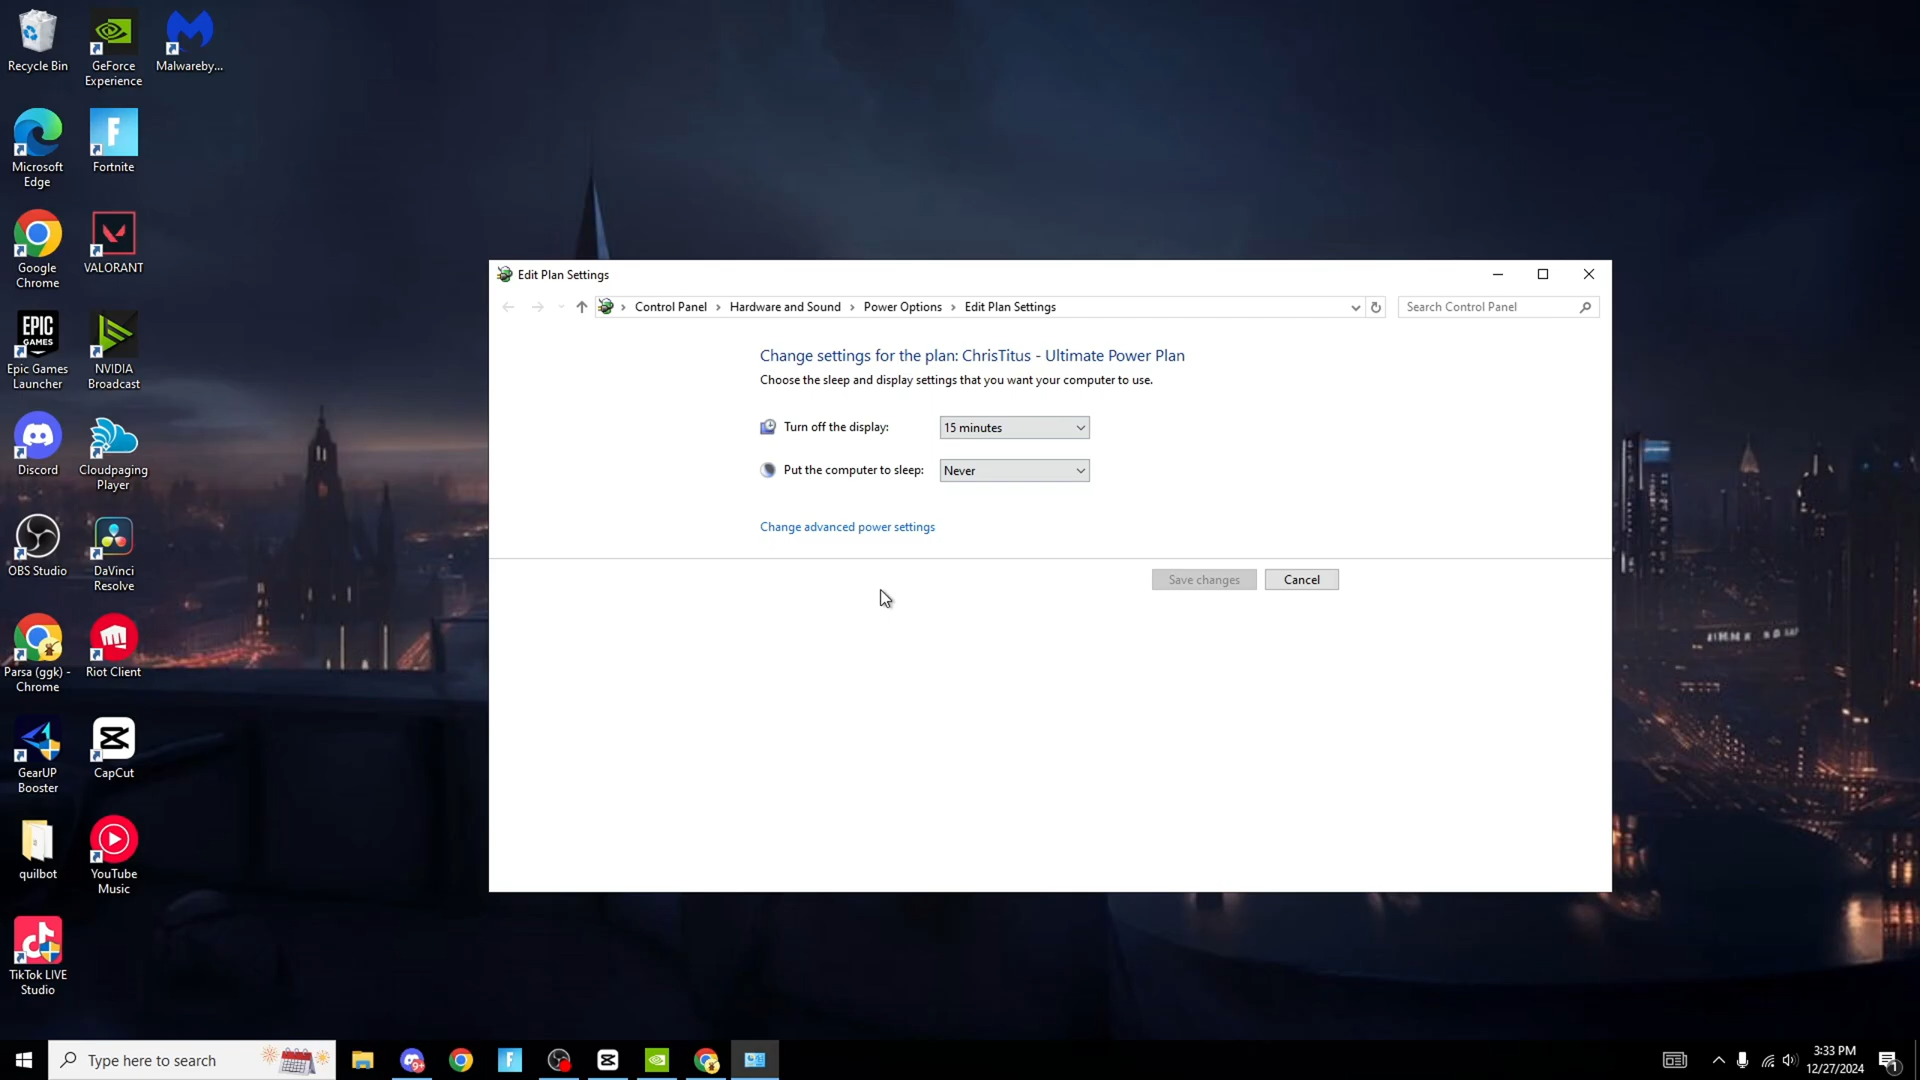 Recycle Bin
GeForce
Experience
Malwareby...
Microsoft
Edge
Fortnite
Google
Chrome
VALORANT
EPIC
GAMES
Epic Games
Launcher
NVIDIA
Broadcast
Discord
Cloudpaging
Player
OBS Studio
DaVinci
Resolve
Parsa (ggk) -
Chrome
Riot Client
GearUP
Booster
CapCut
quilbot
YouTube
Music
TikTok LIVE
Studio
Edit Plan Settings
Control Panel > Hardware and Sound > Power Options > Edit Plan Settings
Search Control Panel
Change settings for the plan: ChrisTitus - Ultimate Power Plan
Choose the sleep and display settings that you want your computer to use.
Turn off the display: 15 minutes
Put the computer to sleep: Never
Change advanced power settings
Save changes Cancel
Type here to search
9+
3:33 PM
12/27/2024
1